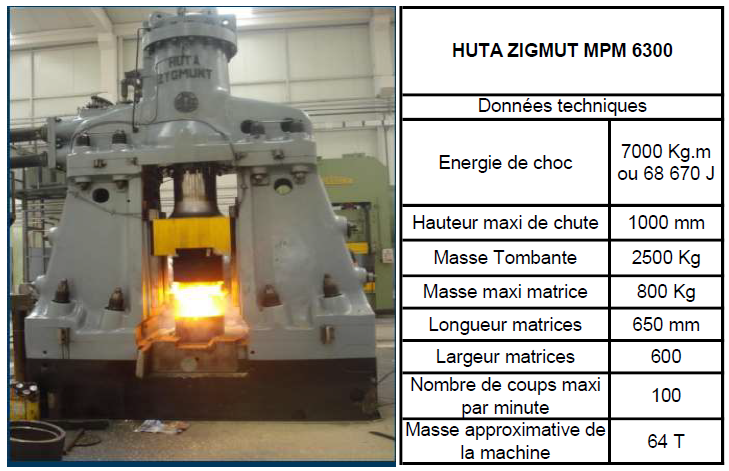 HUTA
ZYGMUNT
HUTA ZIGMUT MPM 6300
Données techniques
Energie de choc
7000 Kg.m
ou 68 670 J
Hauteur maxi de chute
1000 mm
Masse Tombante
2500 Kg
Masse maxi matrice
800 Kg
Longueur matrices
650 mm
Largeur matrices
600
Nombre de coups maxi
par minute
100
Masse approximative de
la machine
64 T